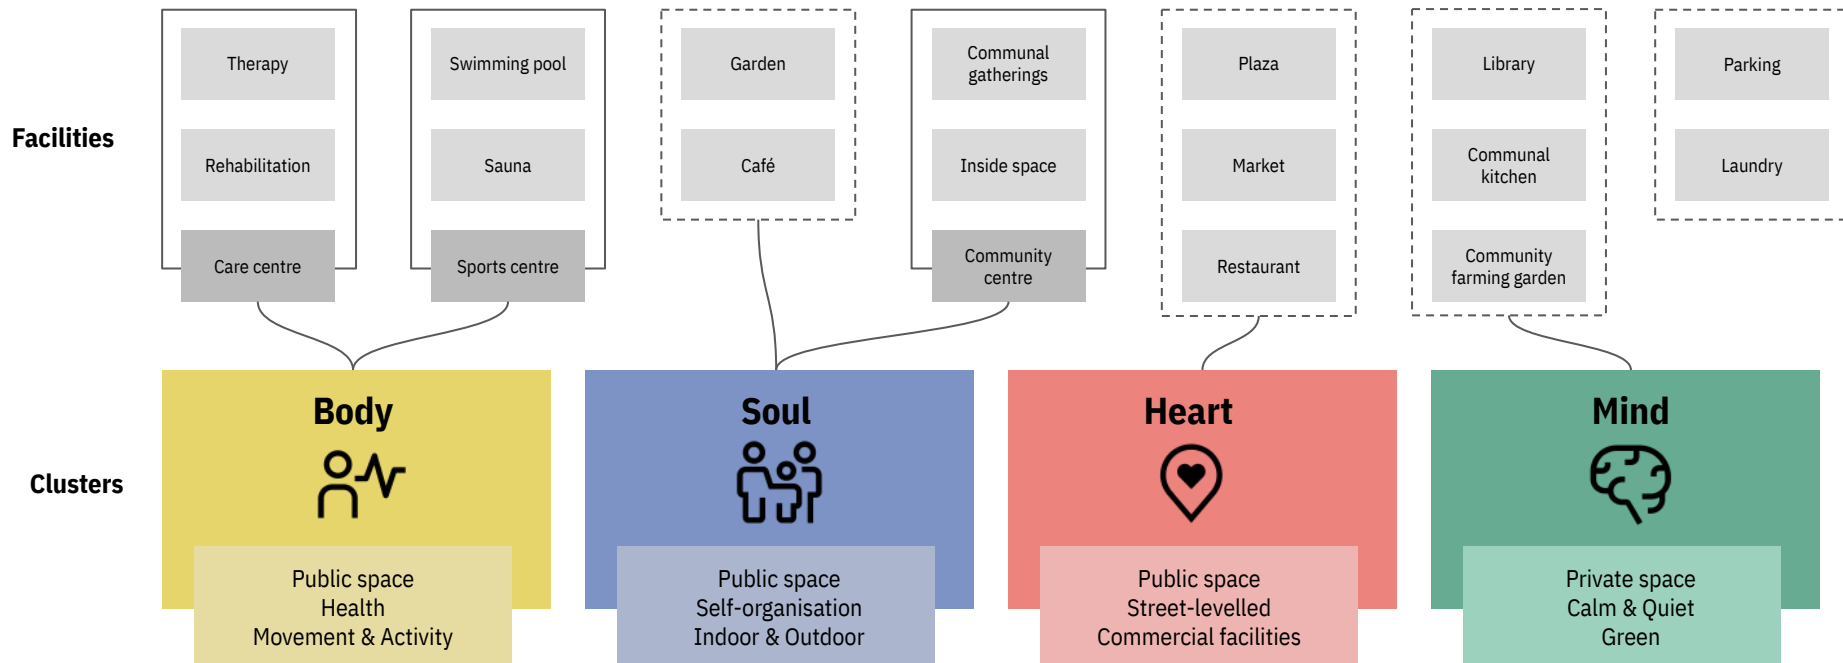 Facilities
Therapy
Rehabilitation
Care centre
Swimming pool
Sauna
Sports centre
Garden
Café
Communal
gatherings
Inside space
Community
centre
Plaza
Market
Restaurant
Library
Communal
kitchen
Community
farming garden
Parking
Laundry
Clusters
Body
Public space
Health
Movement & Activity
Soul
Public space
Self-organisation
Indoor & Outdoor
Heart
Public space
Street-levelled
Commercial facilities
Mind
Private space
Calm & Quiet
Green